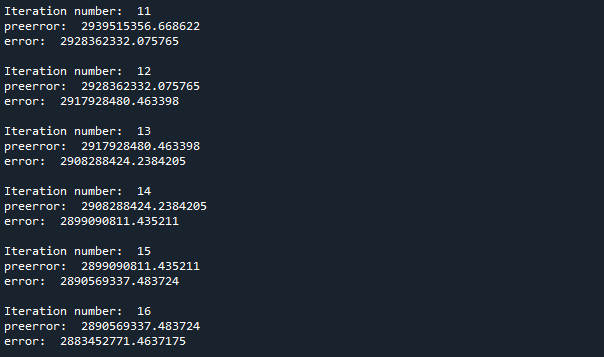 Iteration number:  11
preerror:  2939515356.668622
error:  2928362332.075765
Iteration number:  12
preerror:  2928362332.075765
error:  2917928480.463398
Iteration number:  13
preerror:  2917928480.463398
error:  2908288424.2384205
Iteration number:  14
preerror:  2908288424.2384205
error:  2899090811.435211
Iteration number:  15
preerror:  2899090811.435211
error:  2890569337.483724
Iteration number:  16
preerror:  2890569337.483724
error:  2883452771.4637175